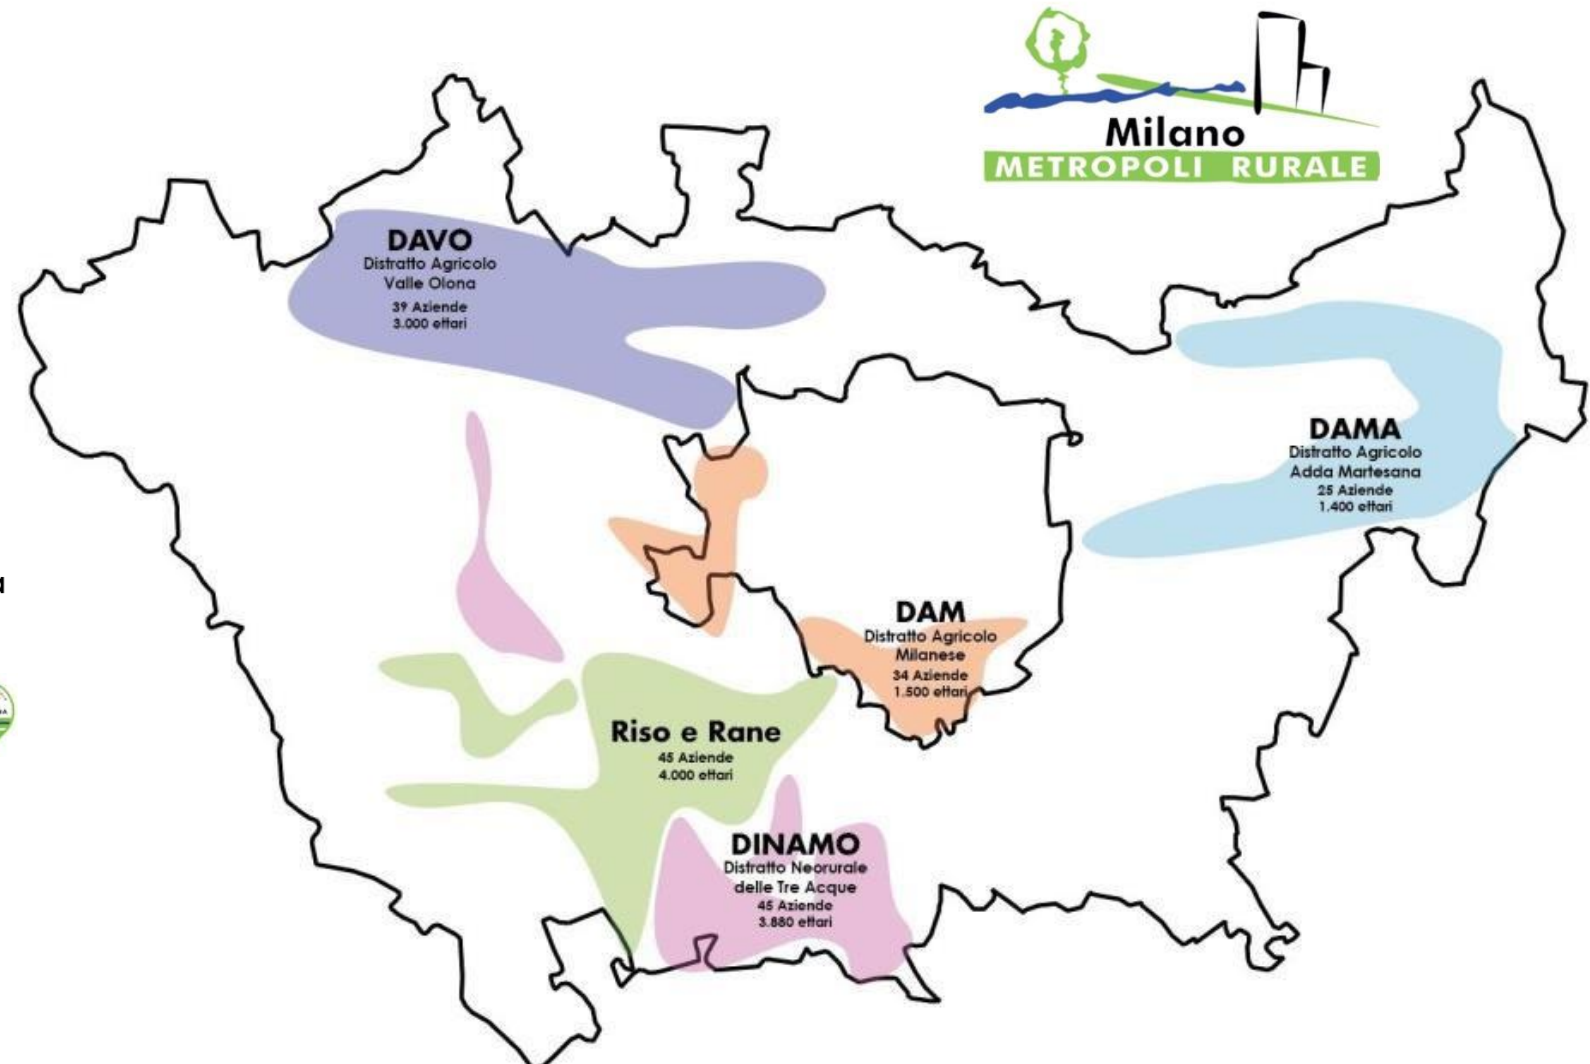 Milano
METROPOLI RURALE
DAVO
Distratto Agricolo
Valle Olona
39 Aziende
3.000 ettari
DAMA
Distratto Agricolo
Adda Martesana
25 Aziende
1.400 ettari
DAM
Distratto Agricolo
Milanese
34 Aziende
1.500 ettari
Riso e Rane
45 Aziende
4.000 ettari
DINAMO
Distratto Neorurale
delle Tre Acque
45 Aziende
3.880 ettari